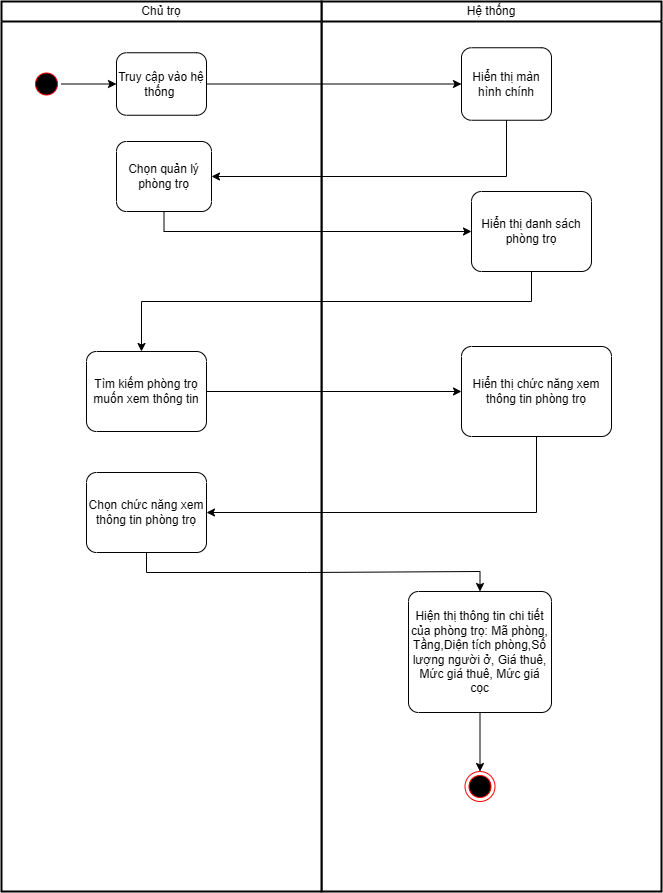 Chủ trọ
Hệ thống
Truy cập vào hệ
thống
Hiển thị màn
hình chính
Chọn quản lý
phòng trọ
Hiển thị danh sách
phòng trọ
Tìm kiếm phòng trọ
muốn xem thông tin
Hiển thị chức năng xem
thông tin phòng trọ
Chọn chức năng xem
thông tin phòng trọ
Hiện thị thông tin chi tiết
của phòng trọ: Mã phòng,
Tầng,Diện tích phòng,Số
lượng người ở, Giá thuê,
Mức giá thuê, Mức giá
cọc